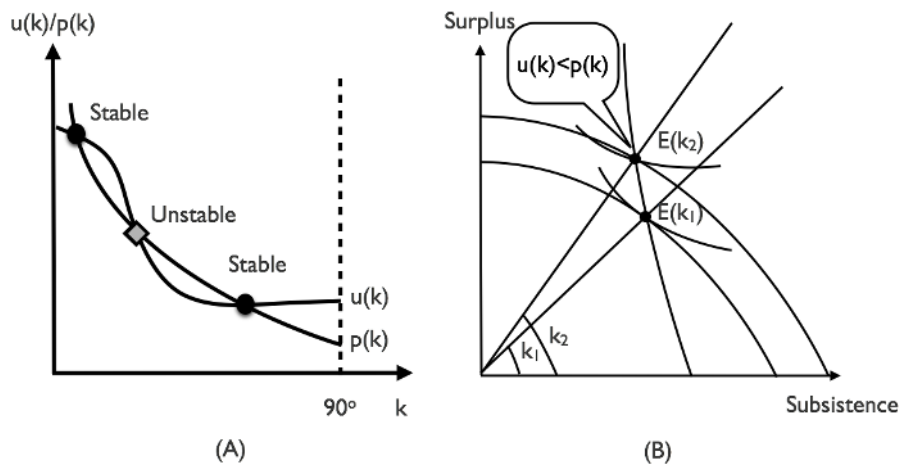 u(k)/p(k)
Stable
Unstable
Stable
u(k)
p(k)
90°
k
(A)
Surplus
u(k)<p(k)
E(k₂)
E(k₁)
k₂
k₁
Subsistence
(B)